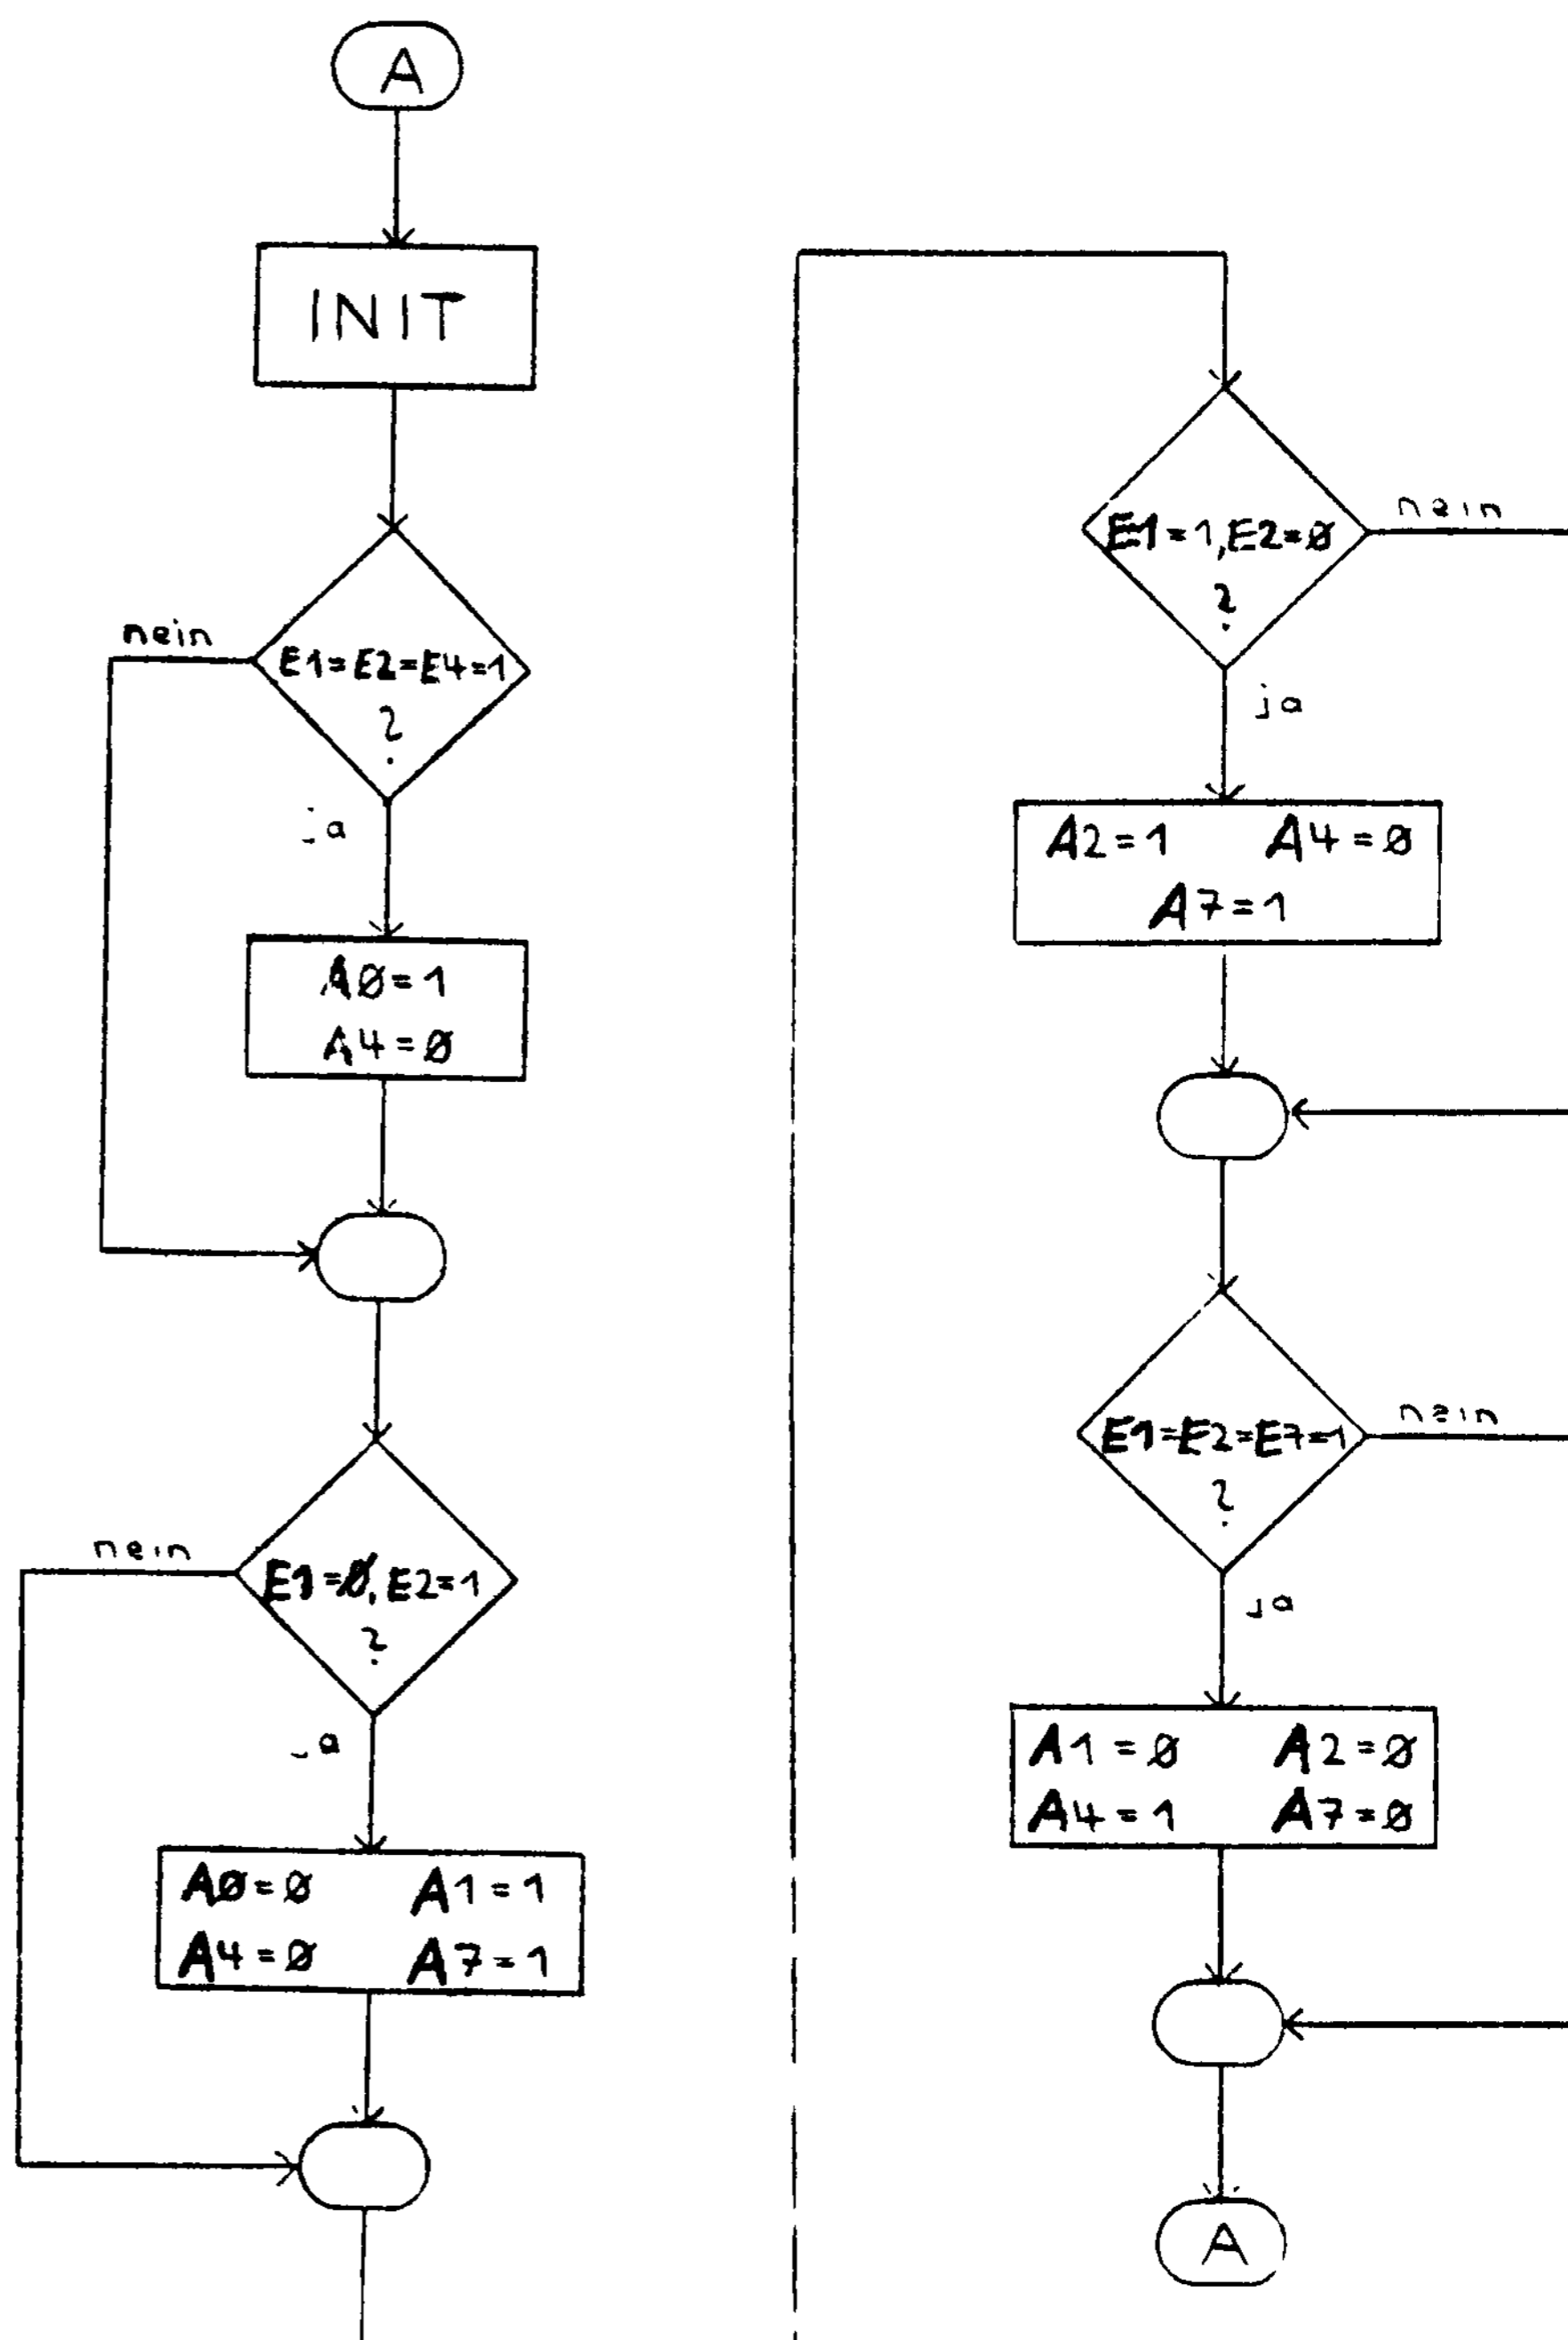 A
INIT
E1=E2=E4=1
?
nein
ja
A0=1
A4=0
E1=0,E2=1
?
nein
ja
A0=0 A1=1
A4=0 A7=1
E1=1,E2=0
?
nein
ja
A2=1 A4=0
A7=1
E1=E2=E7=1
?
nein
ja
A1=0 A2=0
A4=1 A7=0
A